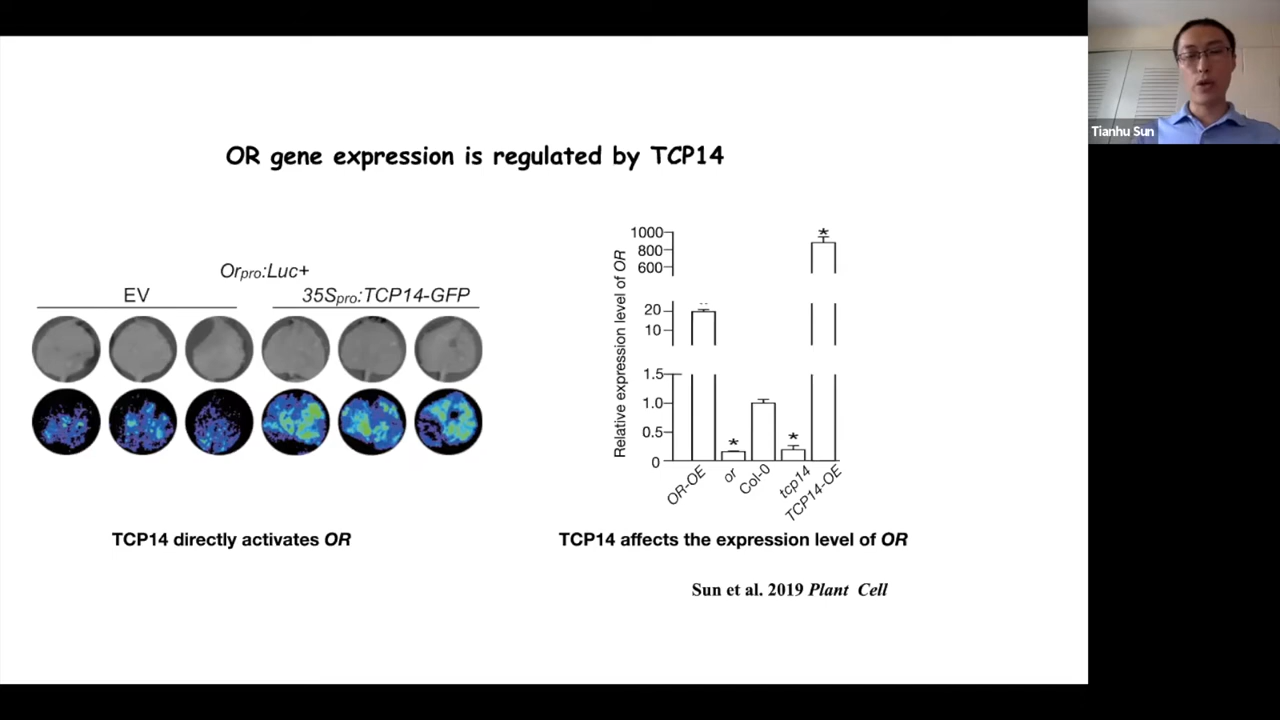 Tianhu Sun
OR gene expression is regulated by TCP14
Orpro:Luc+
EV
35Spro:TCP14-GFP
Relative expression level of OR
1000
800
600
20
10
1.5
1.0
0.5
0
*
*
*
OR-OE
or
Col-0
tcp14
TCP14-OE
TCP14 directly activates OR
TCP14 affects the expression level of OR
Sun et al. 2019 Plant Cell